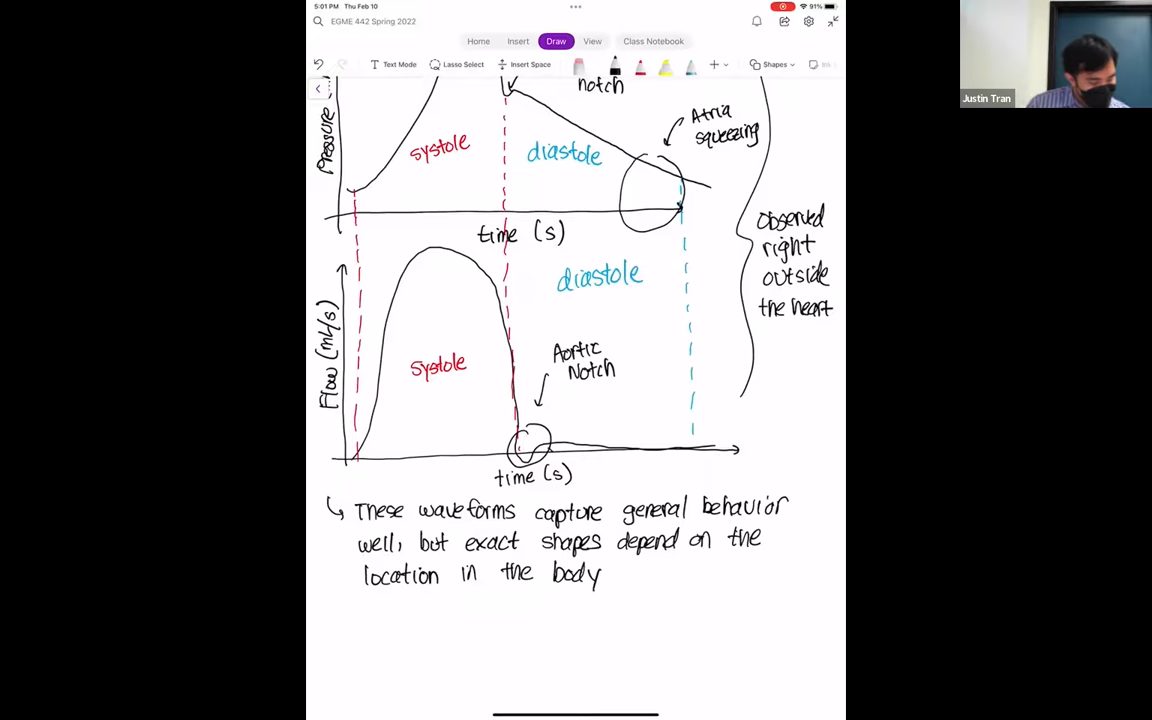 5:01 PM Thu Feb 10
91%
EGME 442 Spring 2022
Home Insert Draw View Class Notebook
Text Mode Lasso Select Insert Space Shapes Ink
Justin Tran
notch
Atria
squeezing
Pressure
systole
diastole
time (s)
observed
right
outside
the heart
diastole
Flow (mL/s)
systole
Aortic
Notch
time (s)
These waveforms capture general behavior
well, but exact shapes depend on the
location in the body